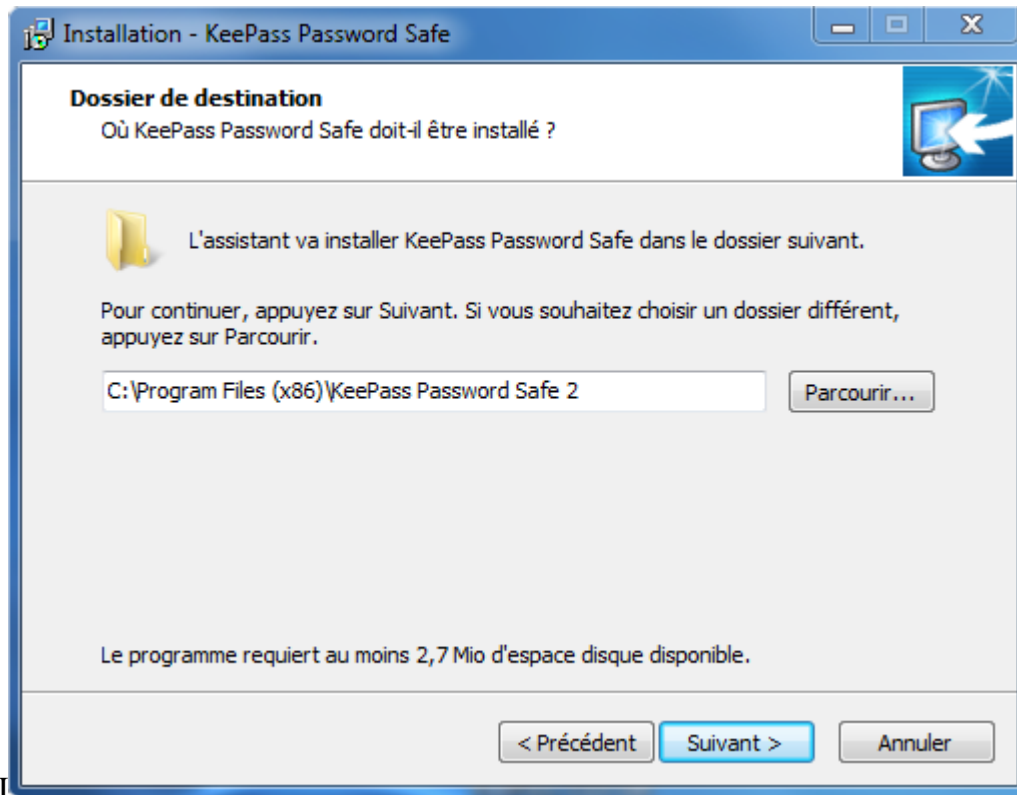 Installation - KeePass Password Safe
Dossier de destination
Où KeePass Password Safe doit-il être installé ?
L'assistant va installer KeePass Password Safe dans le dossier suivant.
Pour continuer, appuyez sur Suivant. Si vous souhaitez choisir un dossier différent,
appuyez sur Parcourir.
C:\Program Files (x86)\KeePass Password Safe 2
Parcourir...
Le programme requiert au moins 2,7 Mio d'espace disque disponible.
< Précédent
Suivant >
Annuler